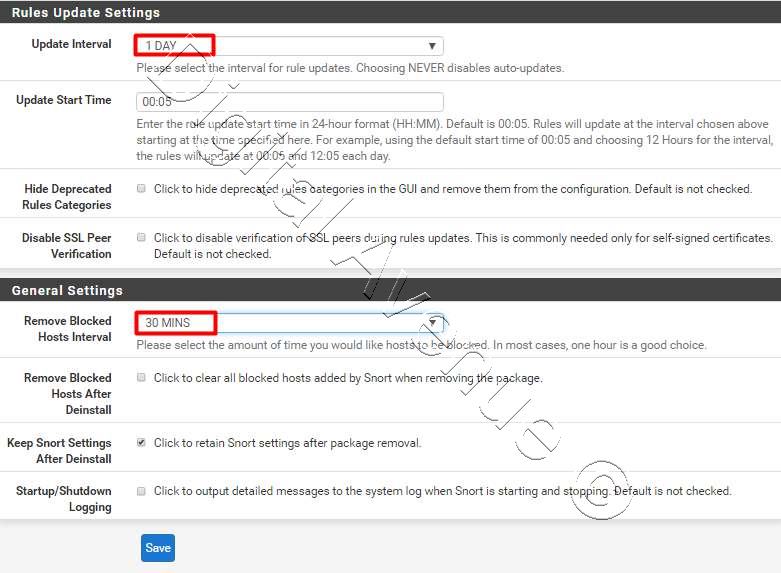 Rules Update Settings
Update Interval
1 DAY
Please select the interval for rule updates. Choosing NEVER disables auto-updates.
Update Start Time
00:05
Enter the rule update start time in 24-hour format (HH:MM). Default is 00:05. Rules will update at the interval chosen above
starting at the time specified here. For example, using the default start time of 00:05 and choosing 12 Hours for the interval,
the rules will update at 00:05 and 12:05 each day.
Hide Deprecated
Rules Categories
Click to hide deprecated rules categories in the GUI and remove them from the configuration. Default is not checked.
Disable SSL Peer
Verification
Click to disable verification of SSL peers during rules updates. This is commonly needed only for self-signed certificates.
Default is not checked.
General Settings
Remove Blocked
Hosts Interval
30 MINS
Please select the amount of time you would like hosts to be blocked. In most cases, one hour is a good choice.
Remove Blocked
Hosts After
Deinstall
Click to clear all blocked hosts added by Snort when removing the package.
Keep Snort Settings
After Deinstall
Click to retain Snort settings after package removal.
Startup/Shutdown
Logging
Click to output detailed messages to the system log when Snort is starting and stopping. Default is not checked.
Save
Digital Avenue ©